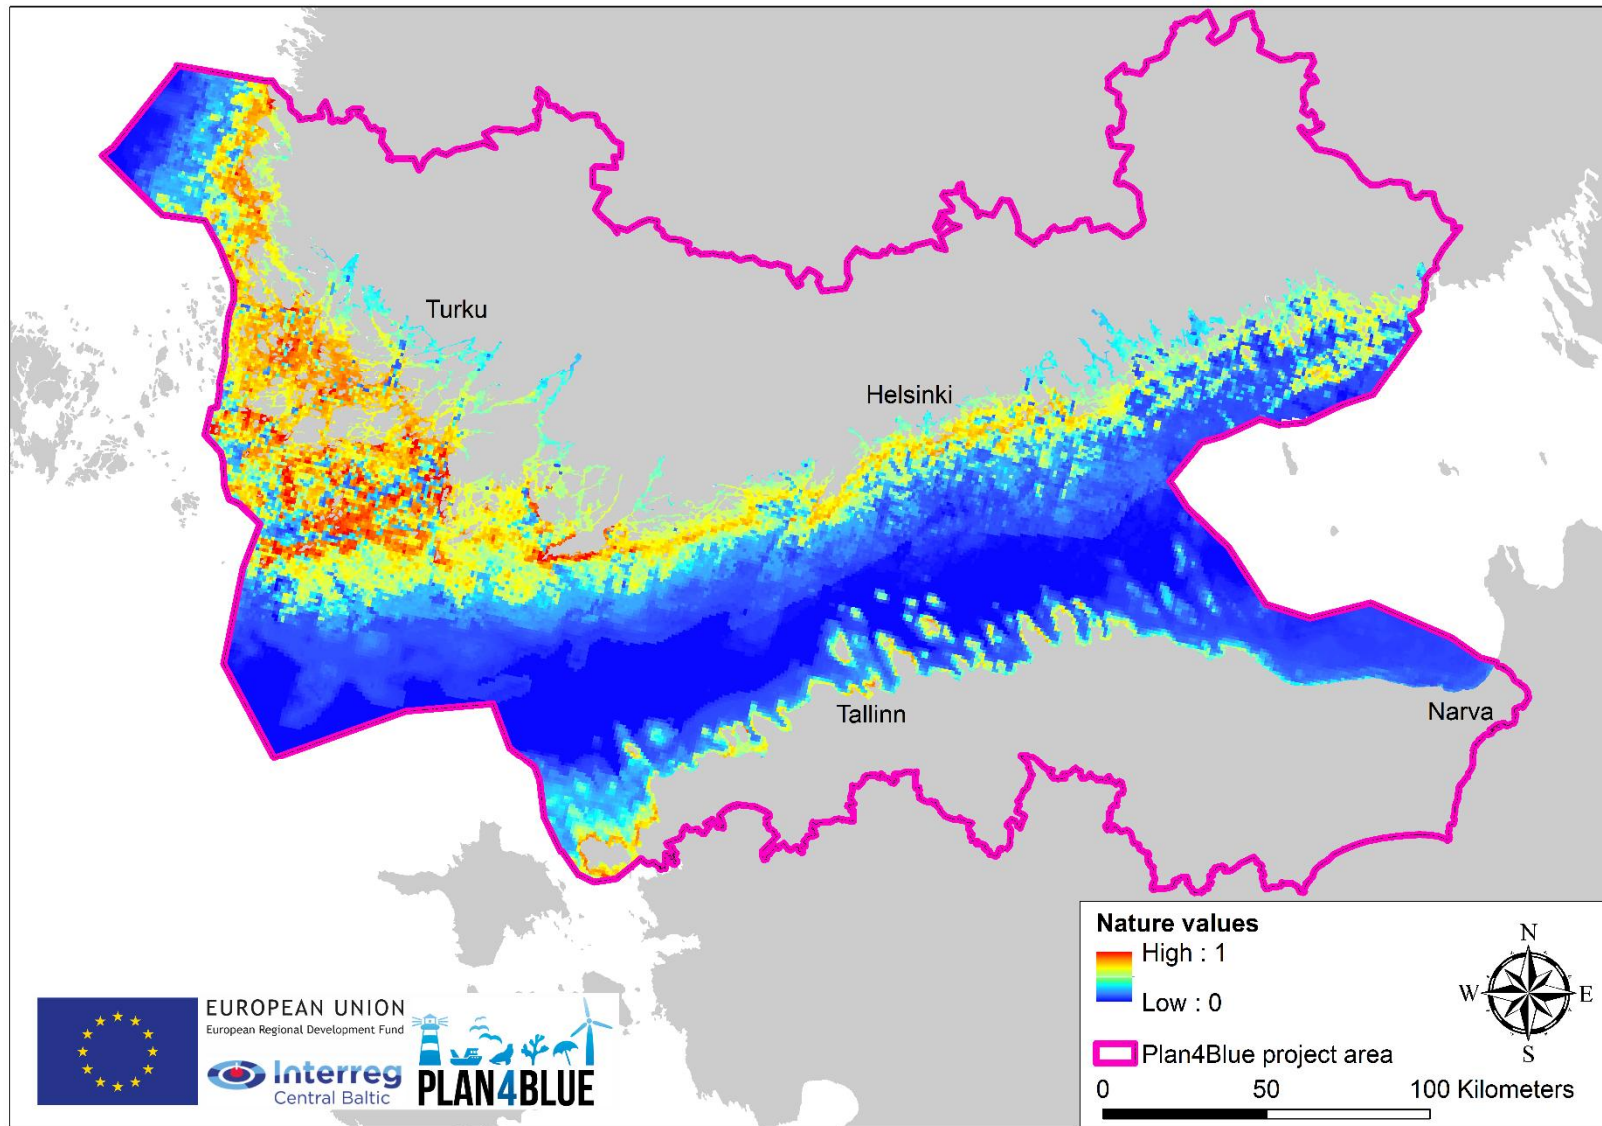 Turku
Helsinki
Tallinn
Narva
Nature values
High : 1
Low : 0
Plan4Blue project area
0 50 100 Kilometers
N
W E
S
EUROPEAN UNION
European Regional Development Fund
Interreg
Central Baltic
PLAN4BLUE